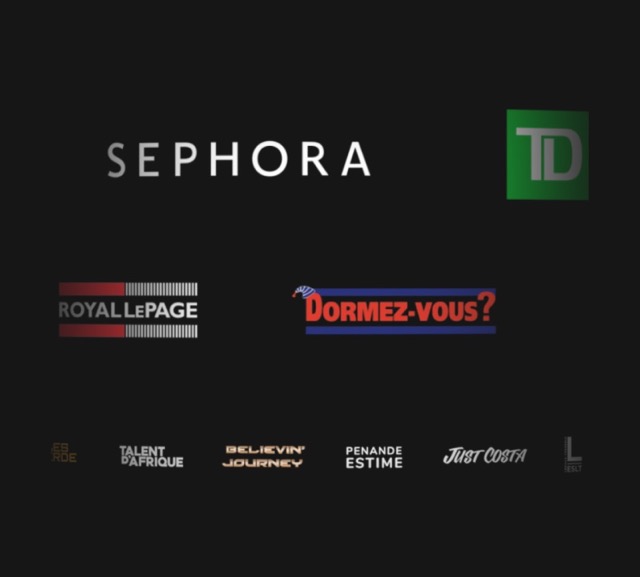 SEPHORA
TD
ROYAL LEPAGE
DORMEZ-VOUS?
TALENT
D'AFRIQUE
BELIEVIN'
JOURNEY
PENANDE
ESTIME
JUST COSTA
L